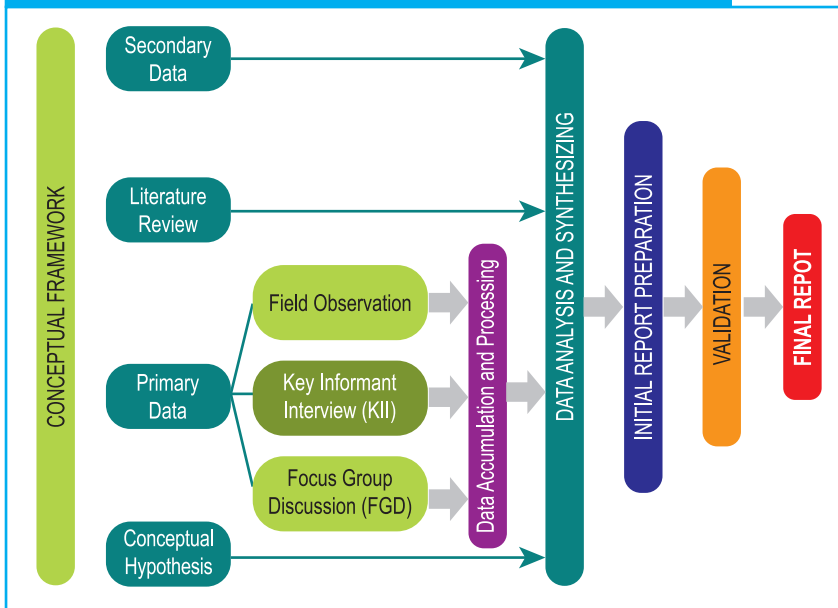 CONCEPTUAL FRAMEWORK
Secondary
Data
Literature
Review
Primary
Data
Conceptual
Hypothesis
Field Observation
Key Informant
Interview (KII)
Focus Group
Discussion (FGD)
Data Accumulation and Processing
DATA ANALYSIS AND SYNTHESIZING
INITIAL REPORT PREPARATION
VALIDATION
FINAL REPOT